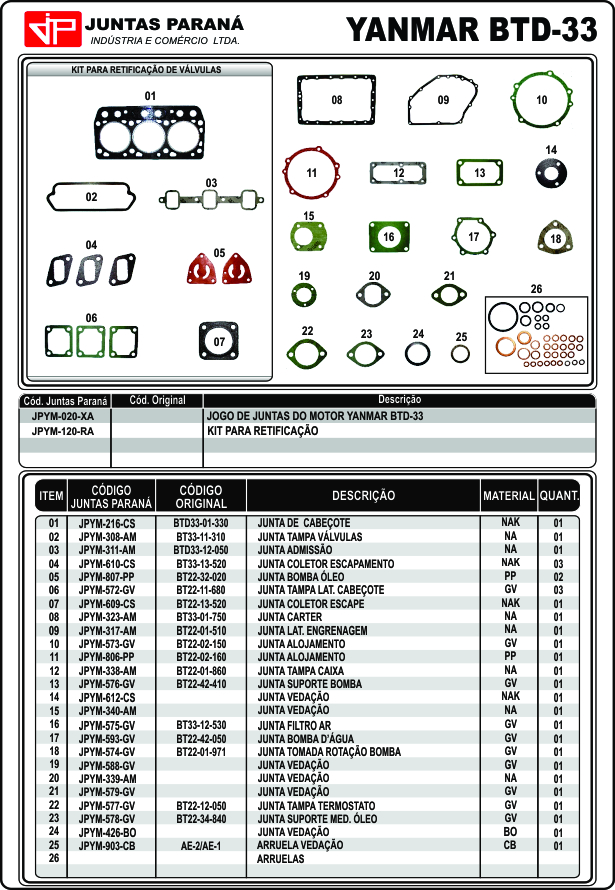 JP JUNTAS PARANÁ
INDÚSTRIA E COMÉRCIO LTDA.
YANMAR BTD-33
KIT PARA RETIFICAÇÃO DE VÁLVULAS
01
02
03
04
05
06
07
08
09
10
11
12
13
14
15
16
17
18
19
20
21
26
22
23
24
25
Cód. Juntas Paraná Cód. Original Descrição
JPYM-020-XA JOGO DE JUNTAS DO MOTOR YANMAR BTD-33
JPYM-120-RA KIT PARA RETIFICAÇÃO
ITEM CÓDIGO JUNTAS PARANÁ CÓDIGO ORIGINAL DESCRIÇÃO MATERIAL QUANT.
01 JPYM-216-CS BTD33-01-330 JUNTA DE CABEÇOTE NAK 01
02 JPYM-308-AM BT33-11-310 JUNTA TAMPA VÁLVULAS NA 01
03 JPYM-311-AM BTD33-12-050 JUNTA ADMISSÃO NA 01
04 JPYM-610-CS BT33-13-520 JUNTA COLETOR ESCAPAMENTO NAK 03
05 JPYM-807-PP BT22-32-020 JUNTA BOMBA ÓLEO PP 02
06 JPYM-572-GV BT22-11-680 JUNTA TAMPA LAT. CABEÇOTE GV 03
07 JPYM-609-CS BT22-13-520 JUNTA COLETOR ESCAPE NAK 01
08 JPYM-323-AM BT33-01-750 JUNTA CARTER NA 01
09 JPYM-317-AM BT22-01-510 JUNTA LAT. ENGRENAGEM NA 01
10 JPYM-573-GV BT22-02-150 JUNTA ALOJAMENTO GV 01
11 JPYM-806-PP BT22-02-160 JUNTA ALOJAMENTO PP 01
12 JPYM-338-AM BT22-01-860 JUNTA TAMPA CAIXA NA 01
13 JPYM-576-GV BT22-42-410 JUNTA SUPORTE BOMBA GV 01
14 JPYM-612-CS JUNTA VEDAÇÃO NAK 01
15 JPYM-340-AM JUNTA VEDAÇÃO NA 01
16 JPYM-575-GV BT33-12-530 JUNTA FILTRO AR GV 01
17 JPYM-593-GV BT22-42-050 JUNTA BOMBA D'ÁGUA GV 01
18 JPYM-574-GV BT22-01-971 JUNTA TOMADA ROTAÇÃO BOMBA GV 01
19 JPYM-588-GV JUNTA VEDAÇÃO GV 01
20 JPYM-339-AM JUNTA VEDAÇÃO NA 01
21 JPYM-579-GV JUNTA VEDAÇÃO GV 01
22 JPYM-577-GV BT22-12-050 JUNTA TAMPA TERMOSTATO GV 01
23 JPYM-578-GV BT22-34-840 JUNTA SUPORTE MED. ÓLEO GV 01
24 JPYM-426-BO JUNTA VEDAÇÃO BO 01
25 JPYM-903-CB AE-2/AE-1 ARRUELA VEDAÇÃO CB 01
26 ARRUELAS